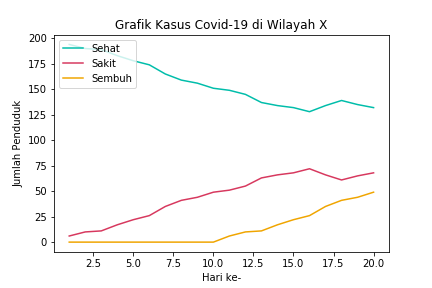 Grafik Kasus Covid-19 di Wilayah X
Sehat
Sakit
Sembuh
Jumlah Penduduk
200
175
150
125
100
75
50
25
0
2.5
5.0
7.5
10.0
12.5
15.0
17.5
20.0
Hari ke-